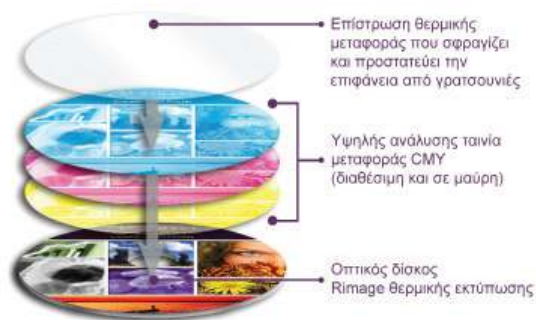 Επίστρωση θερμικής
μεταφοράς που σφραγίζει
και προστατεύει την
επιφάνεια από γρατσουνιές
Υψηλής ανάλυσης ταινία
μεταφοράς CMY
(διαθέσιμη και σε μαύρη)
Οπτικός δίσκος
Rimage θερμικής εκτύπωσης